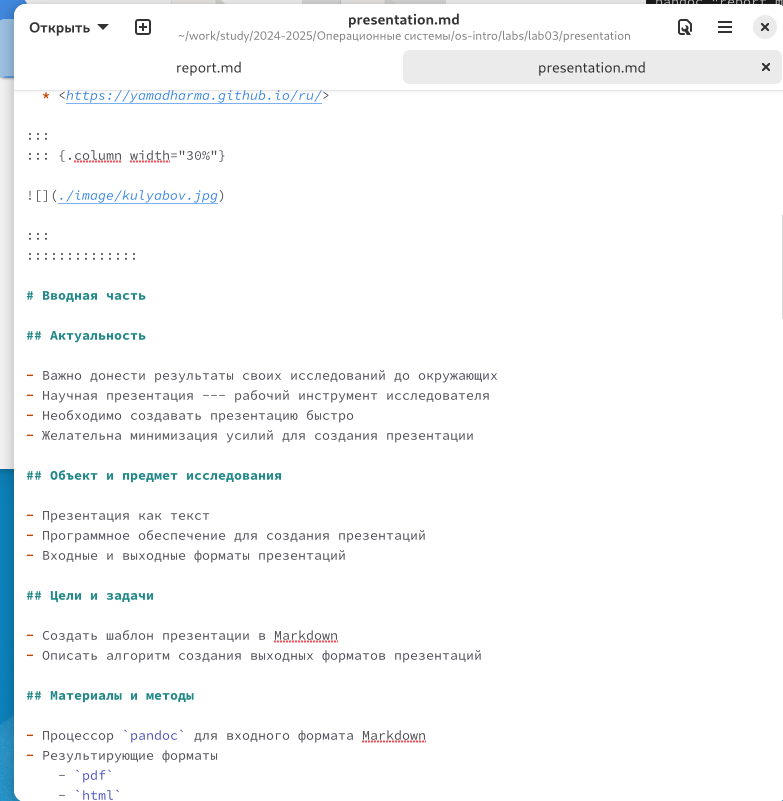 Открыть
presentation.md
~/work/study/2024-2025/Операционные системы/os-intro/labs/lab03/presentation
report.md
presentation.md
* <https://yamadharma.github.io/ru/>
:::
::: {.column width="30%"}
![](./image/kulyabov.jpg)
:::
::::::::::::::
# Вводная часть
## Актуальность
- Важно донести результаты своих исследований до окружающих
- Научная презентация --- рабочий инструмент исследователя
- Необходимо создавать презентацию быстро
- Желательна минимизация усилий для создания презентации
## Объект и предмет исследования
- Презентация как текст
- Программное обеспечение для создания презентаций
- Входные и выходные форматы презентаций
## Цели и задачи
- Создать шаблон презентации в Markdown
- Описать алгоритм создания выходных форматов презентаций
## Материалы и методы
- Процессор `pandoc` для входного формата Markdown
- Результирующие форматы
- `pdf`
- `html`